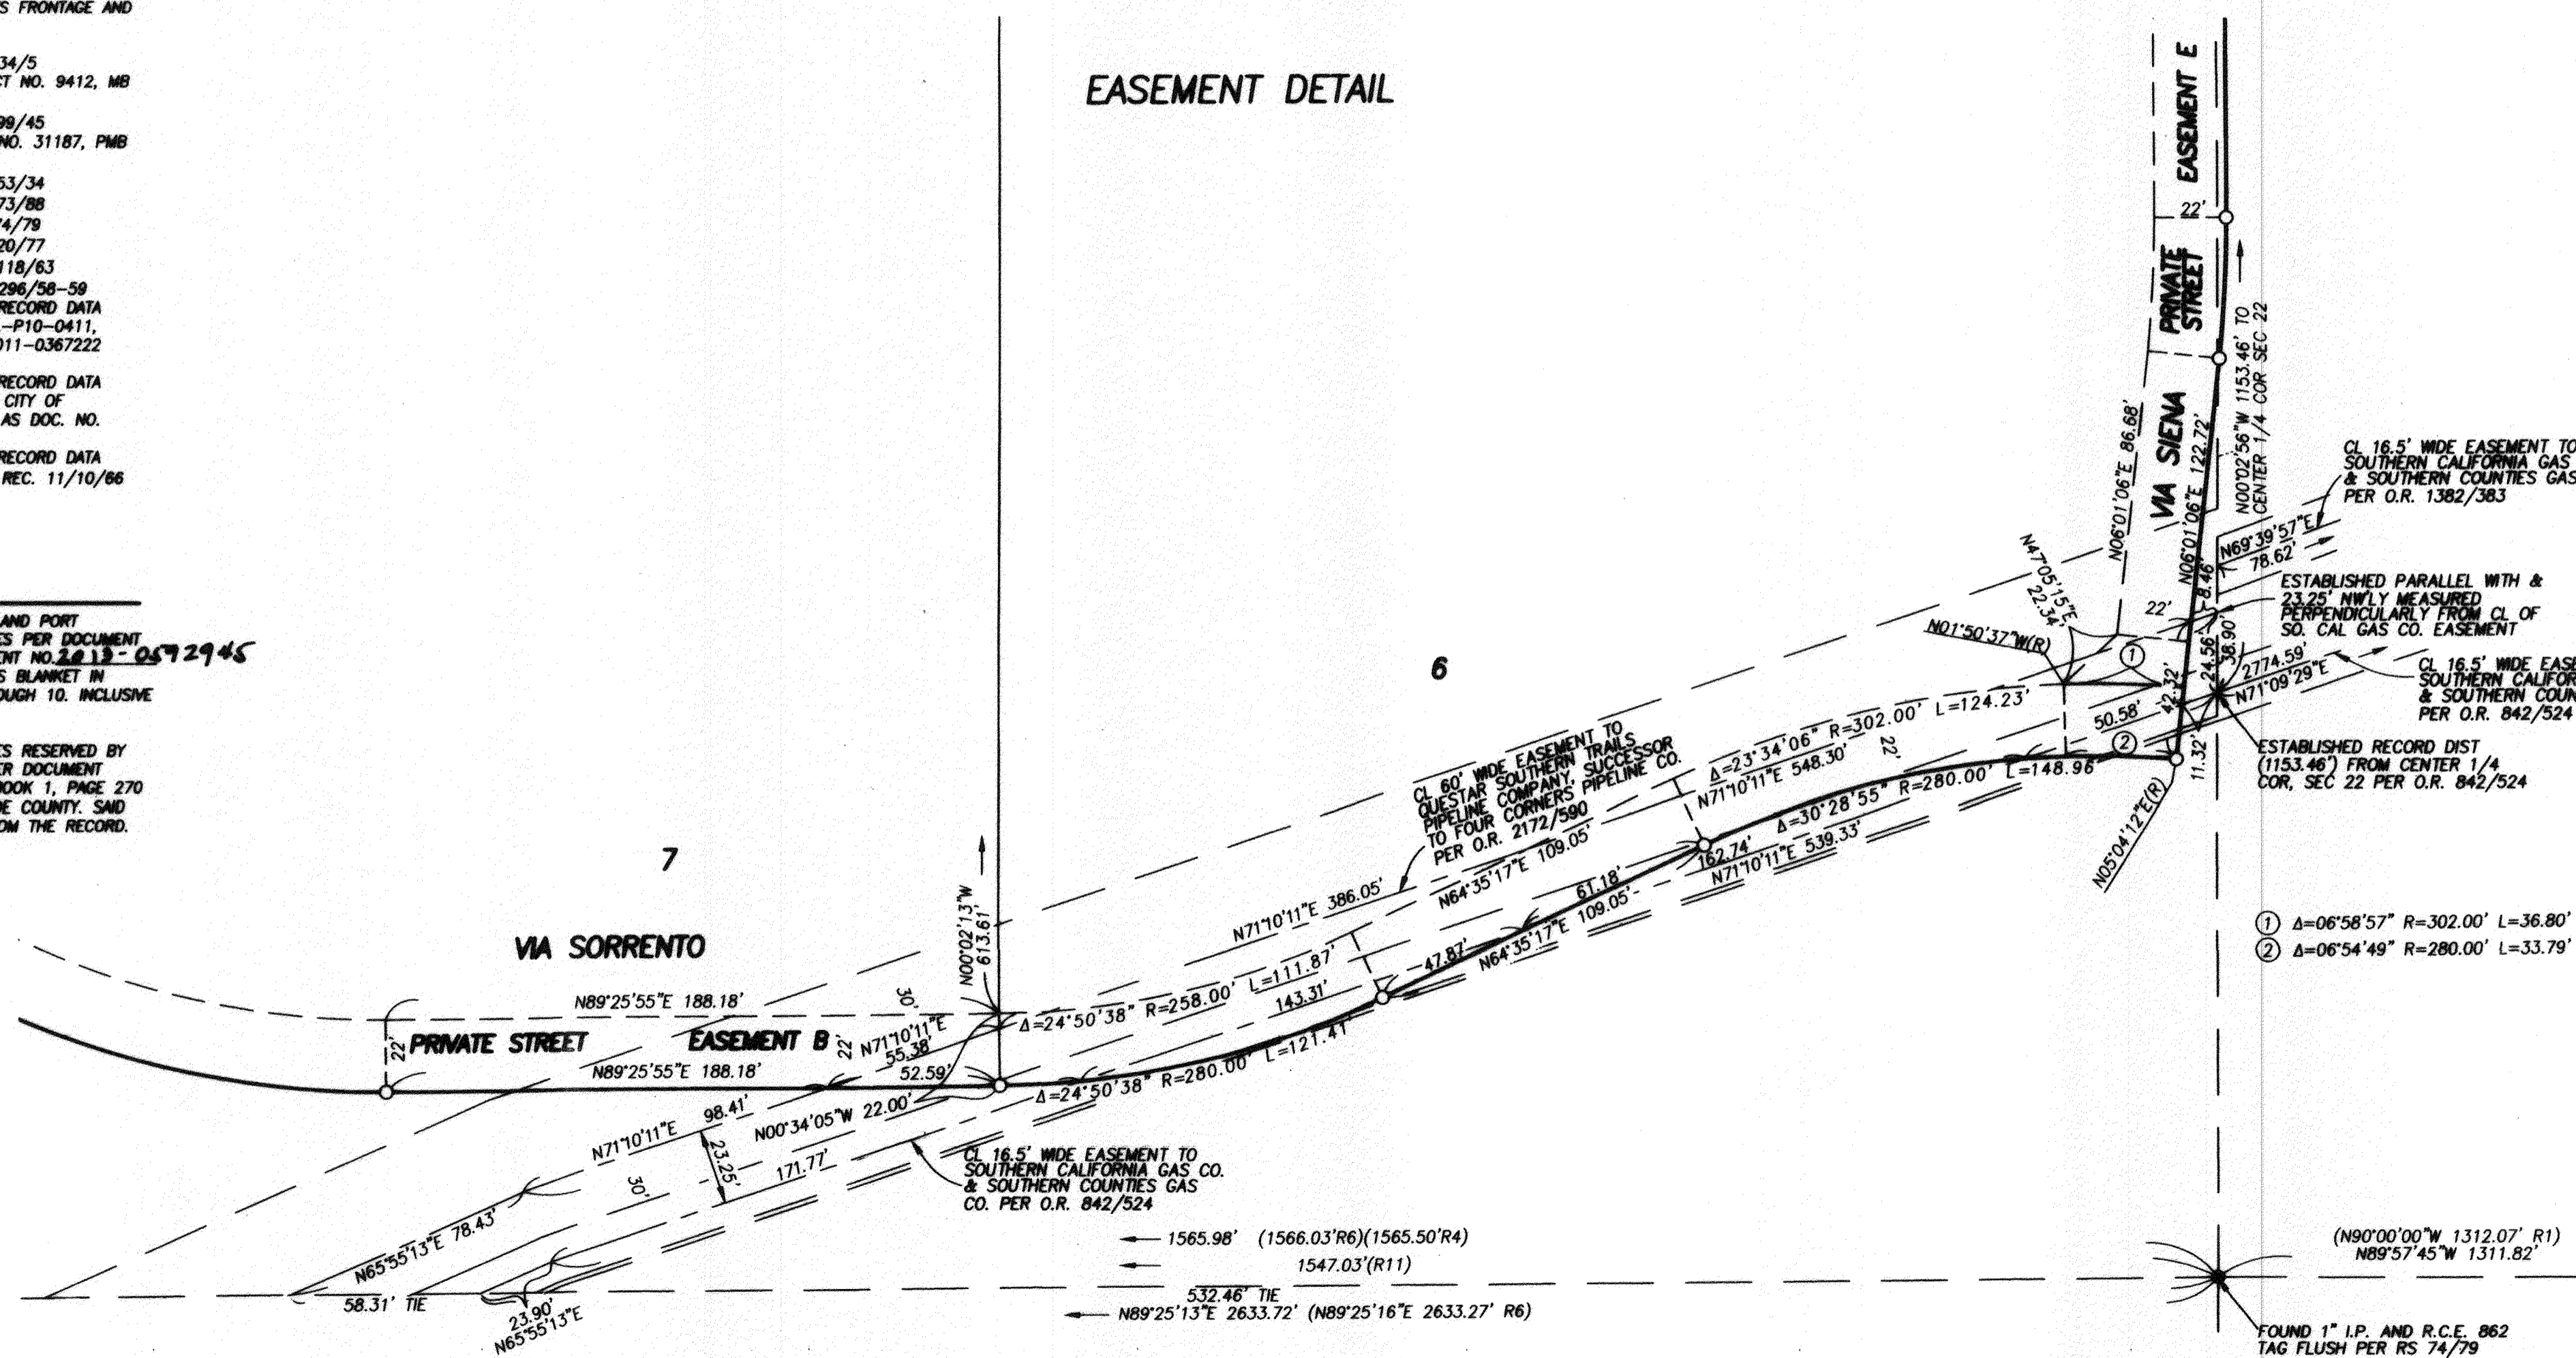 S FRONTAGE AND
34/5
CT NO. 9412, MB
99/45
NO. 31187, PMB
53/34
73/88
74/79
20/77
118/63
296/58-59
RECORD DATA
-P10-0411,
011-0367222
RECORD DATA
CITY OF
AS DOC. NO.
RECORD DATA
REC. 11/10/66
AND PORT
ES PER DOCUMENT
ENT NO. 2013-0592945
S BLANKET IN
OUGH 10. INCLUSIVE
ES RESERVED BY
ER DOCUMENT
BOOK 1, PAGE 270
DE COUNTY. SAID
OM THE RECORD.
EASEMENT DETAIL
EASEMENT E
22'
PRIVATE
STREET
VIA SIENA
N00°02'56"W 1153.46' TO
CENTER 1/4 COR SEC 22
N06°01'06"E 86.68'
N06°01'06"E 122.72'
CL 16.5' WIDE EASEMENT TO
SOUTHERN CALIFORNIA GAS
& SOUTHERN COUNTIES GAS
PER O.R. 1382/383
N69°39'57"E
78.62'
ESTABLISHED PARALLEL WITH &
23.25' NW'LY MEASURED
PERPENDICULARLY FROM CL OF
SO. CAL GAS CO. EASEMENT
N47°05'15"E
22.34'
22'
8.46'
N01°50'37"W(R)
1
24.56'
38.90'
42.32'
2774.59'
N71°09'29"E
CL 16.5' WIDE EASE
SOUTHERN CALIFOR
& SOUTHERN COUN
PER O.R. 842/524
50.58'
2
11.32'
ESTABLISHED RECORD DIST
(1153.46') FROM CENTER 1/4
COR, SEC 22 PER O.R. 842/524
N05°04'12"E(R)
6
CL 60' WIDE EASEMENT TO
QUESTAR SOUTHERN TRAILS
PIPELINE COMPANY, SUCCESSOR
TO FOUR CORNERS PIPELINE CO.
PER O.R. 2172/590
Δ=23°34'06" R=302.00' L=124.23'
N71°10'11"E 548.30'
22'
Δ=30°28'55" R=280.00' L=148.96'
162.74'
N71°10'11"E 539.33'
N64°35'17"E 109.05'
61.18'
N64°35'17"E 109.05'
47.87'
N71°10'11"E 386.05'
1 Δ=06°58'57" R=302.00' L=36.80'
2 Δ=06°54'49" R=280.00' L=33.79'
7
N00°02'13"W
613.61'
VIA SORRENTO
N89°25'55"E 188.18'
30'
Δ=24°50'38" R=258.00' L=111.87'
143.31'
22'
PRIVATE STREET
EASEMENT B
22'
N71°10'11"E
55.38'
N89°25'55"E 188.18'
52.59'
Δ=24°50'38" R=280.00' L=121.41'
N71°10'11"E 98.41'
N00°34'05"W 22.00'
23.25'
171.77'
30'
CL 16.5' WIDE EASEMENT TO
SOUTHERN CALIFORNIA GAS CO.
& SOUTHERN COUNTIES GAS
CO. PER O.R. 842/524
N65°55'13"E 78.43'
58.31' TIE
23.90'
N65°55'13"E
1565.98' (1566.03'R6)(1565.50'R4)
1547.03'(R11)
532.46' TIE
N89°25'13"E 2633.72' (N89°25'16"E 2633.27' R6)
(N90°00'00"W 1312.07' R1)
N89°57'45"W 1311.82'
FOUND 1" I.P. AND R.C.E. 862
TAG FLUSH PER RS 74/79